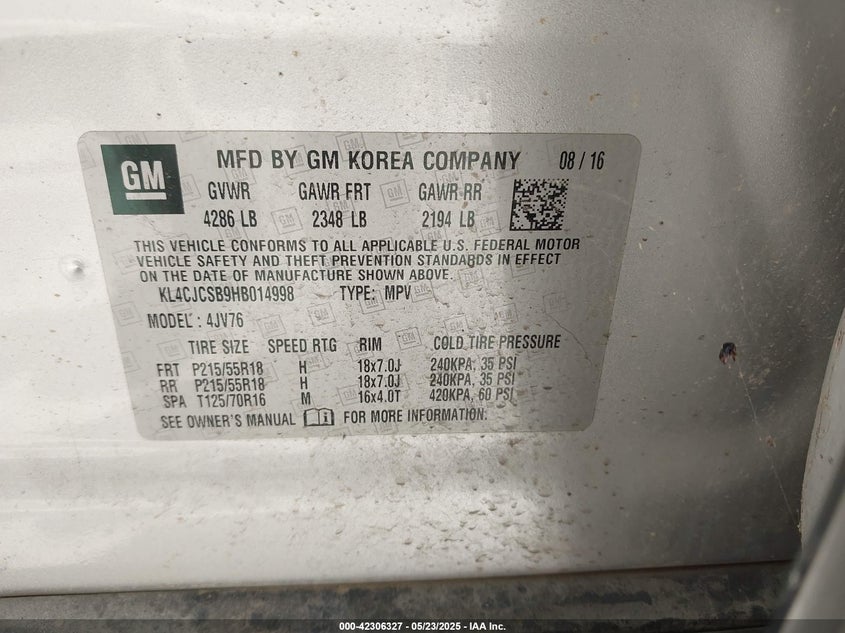 GM MFD BY GM KOREA COMPANY 08 / 16
GVWR GAWR FRT GAWR RR
4286 LB 2348 LB 2194 LB
THIS VEHICLE CONFORMS TO ALL APPLICABLE U.S. FEDERAL MOTOR
VEHICLE SAFETY AND THEFT PREVENTION STANDARDS IN EFFECT
ON THE DATE OF MANUFACTURE SHOWN ABOVE.
KL4CJCSB9HB014998 TYPE: MPV
MODEL : 4JV76
TIRE SIZE SPEED RTG RIM COLD TIRE PRESSURE
FRT P215/55R18 H 18x7.0J 240KPA, 35 PSI
RR P215/55R18 H 18x7.0J 240KPA, 35 PSI
SPA T125/70R16 M 16x4.0T 420KPA, 60 PSI
SEE OWNER'S MANUAL FOR MORE INFORMATION.
000-42306327 - 05/23/2025 - IAA Inc.